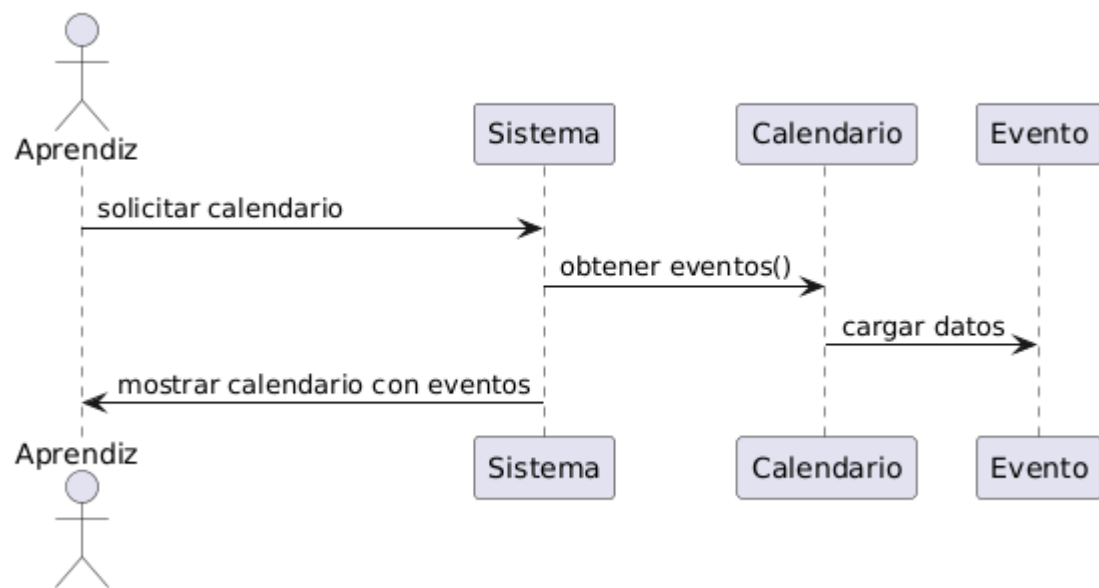 Aprendiz
Sistema
Calendario
Evento
solicitar calendario
obtener eventos()
cargar datos
mostrar calendario con eventos
Aprendiz
Sistema
Calendario
Evento